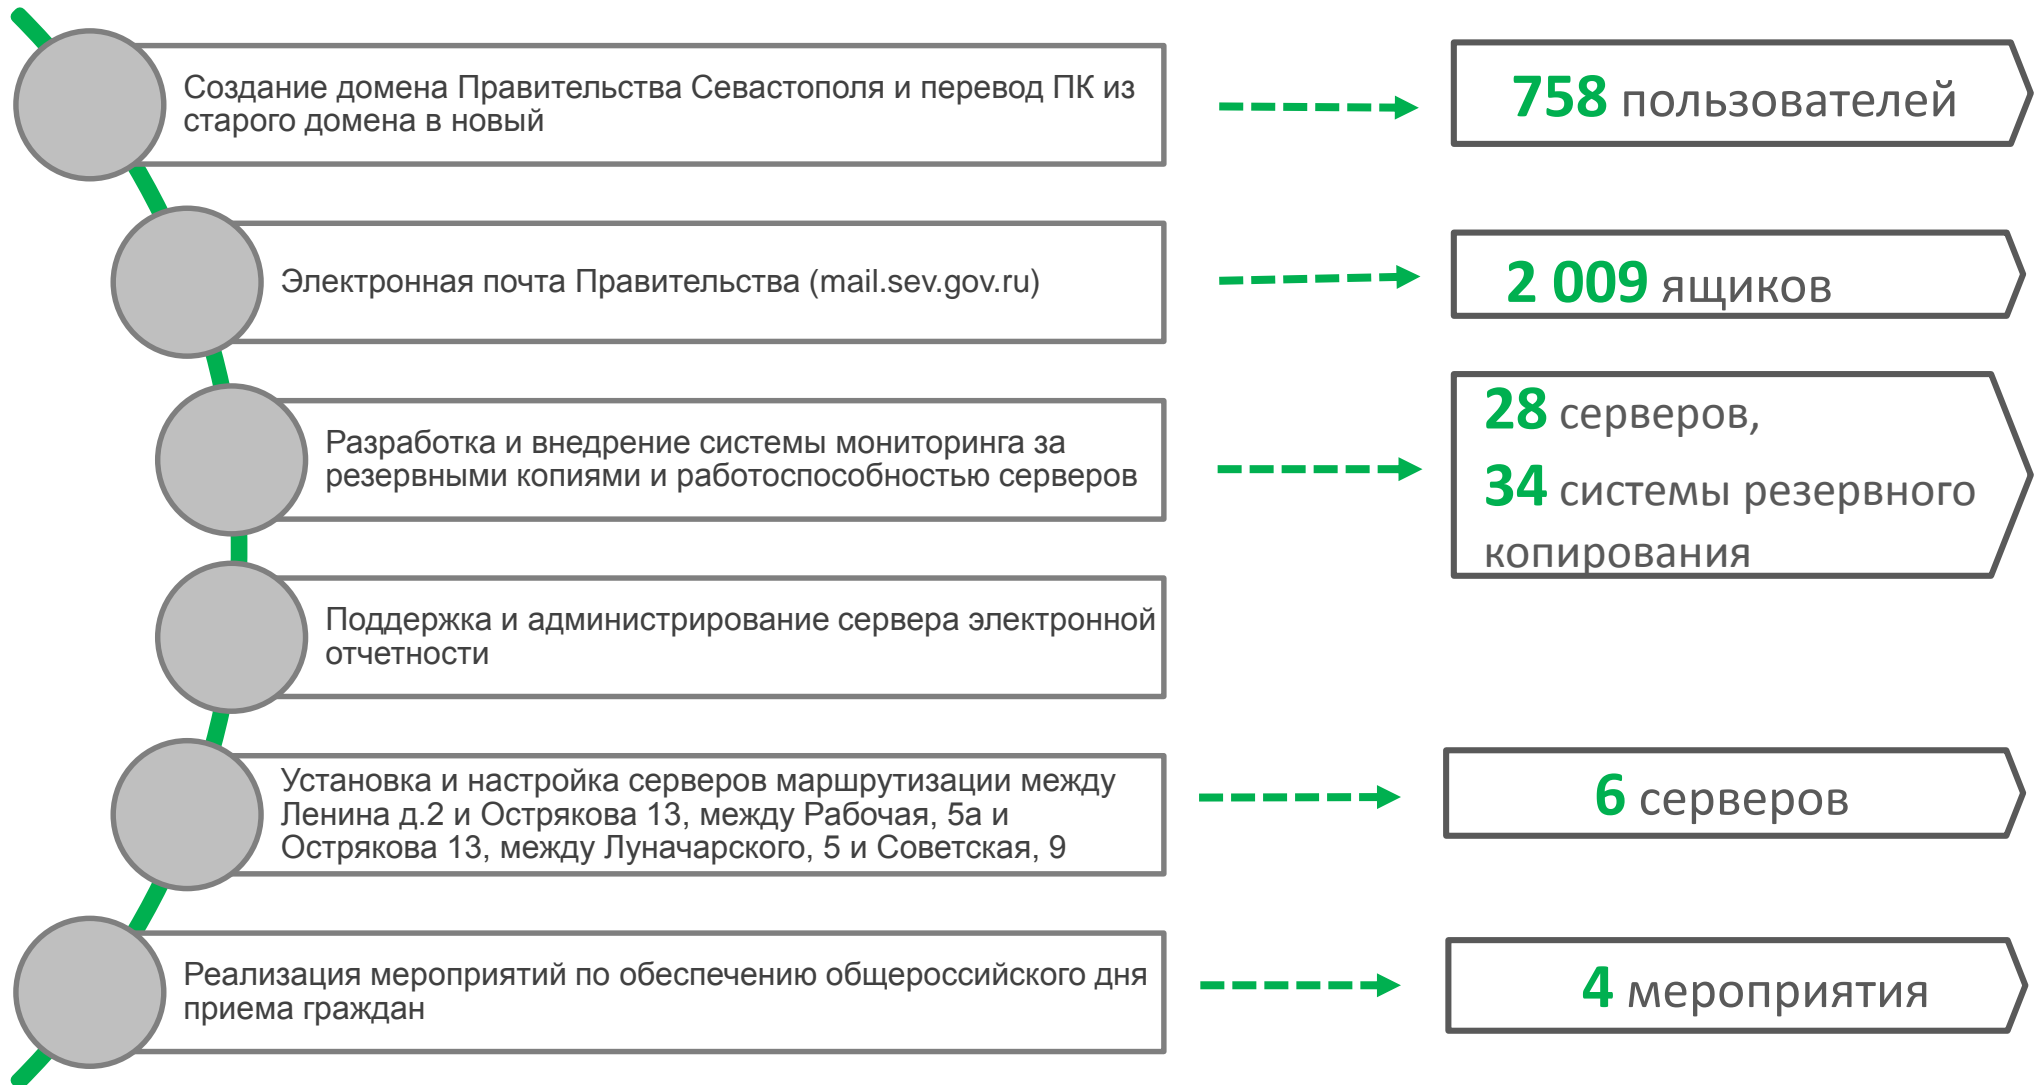 Создание домена Правительства Севастополя и перевод ПК из
старого домена в новый
758 пользователей
Электронная почта Правительства (mail.sev.gov.ru)
2 009 ящиков
Разработка и внедрение системы мониторинга за
резервными копиями и работоспособностью серверов
28 серверов,
34 системы резервного
копирования
Поддержка и администрирование сервера электронной
отчетности
Установка и настройка серверов маршрутизации между
Ленина д.2 и Острякова 13, между Рабочая, 5а и
Острякова 13, между Луначарского, 5 и Советская, 9
6 серверов
Реализация мероприятий по обеспечению общероссийского дня
приема граждан
4 мероприятия